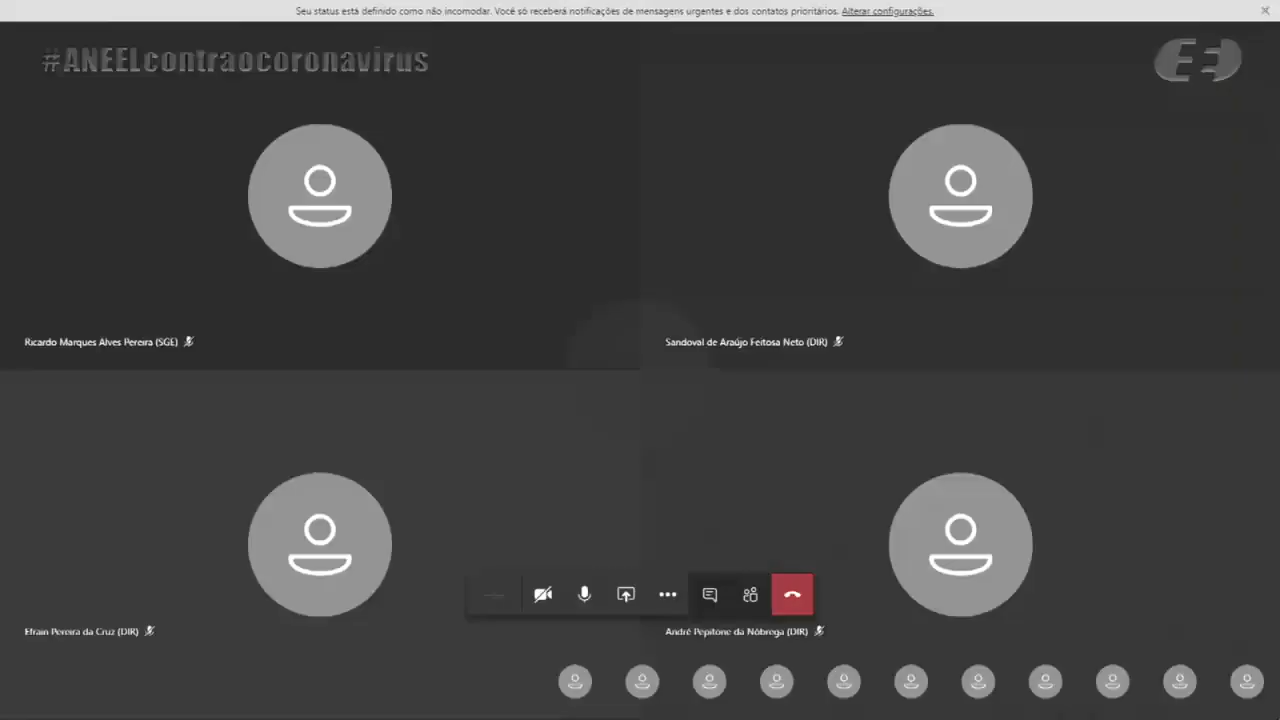 Seu status está definido como não incomodar. Você só receberá notificações de mensagens urgentes e dos contatos prioritários. Alterar configurações.
#ANEELcontraocoronavirus
Ricardo Marques Alves Pereira (SGE)
Sandoval de Araújo Feitosa Neto (DIR)
Efrain Pereira da Cruz (DIR)
André Pepitone da Nóbrega (DIR)